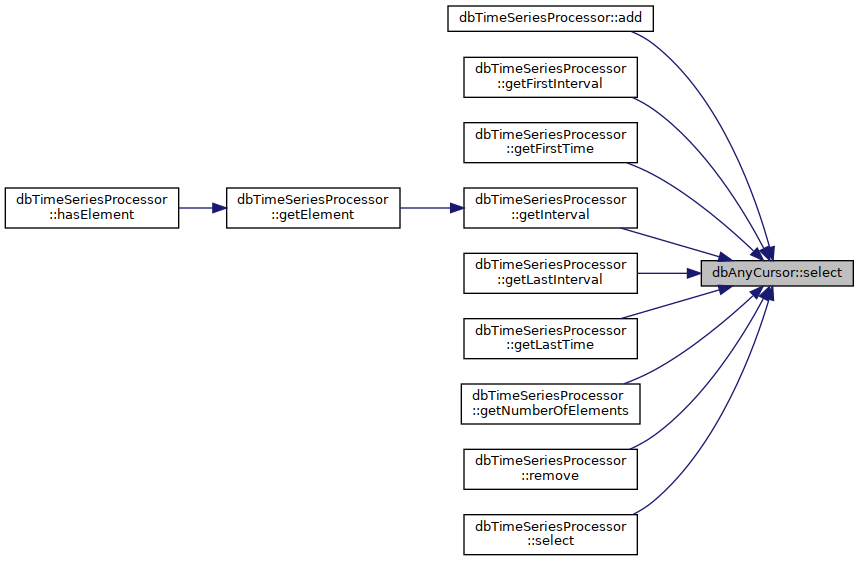 dbTimeSeriesProcessor::add
dbTimeSeriesProcessor
::getFirstInterval
dbTimeSeriesProcessor
::getFirstTime
dbTimeSeriesProcessor
::hasElement
dbTimeSeriesProcessor
::getElement
dbTimeSeriesProcessor
::getInterval
dbAnyCursor::select
dbTimeSeriesProcessor
::getLastInterval
dbTimeSeriesProcessor
::getLastTime
dbTimeSeriesProcessor
::getNumberOfElements
dbTimeSeriesProcessor
::remove
dbTimeSeriesProcessor
::select